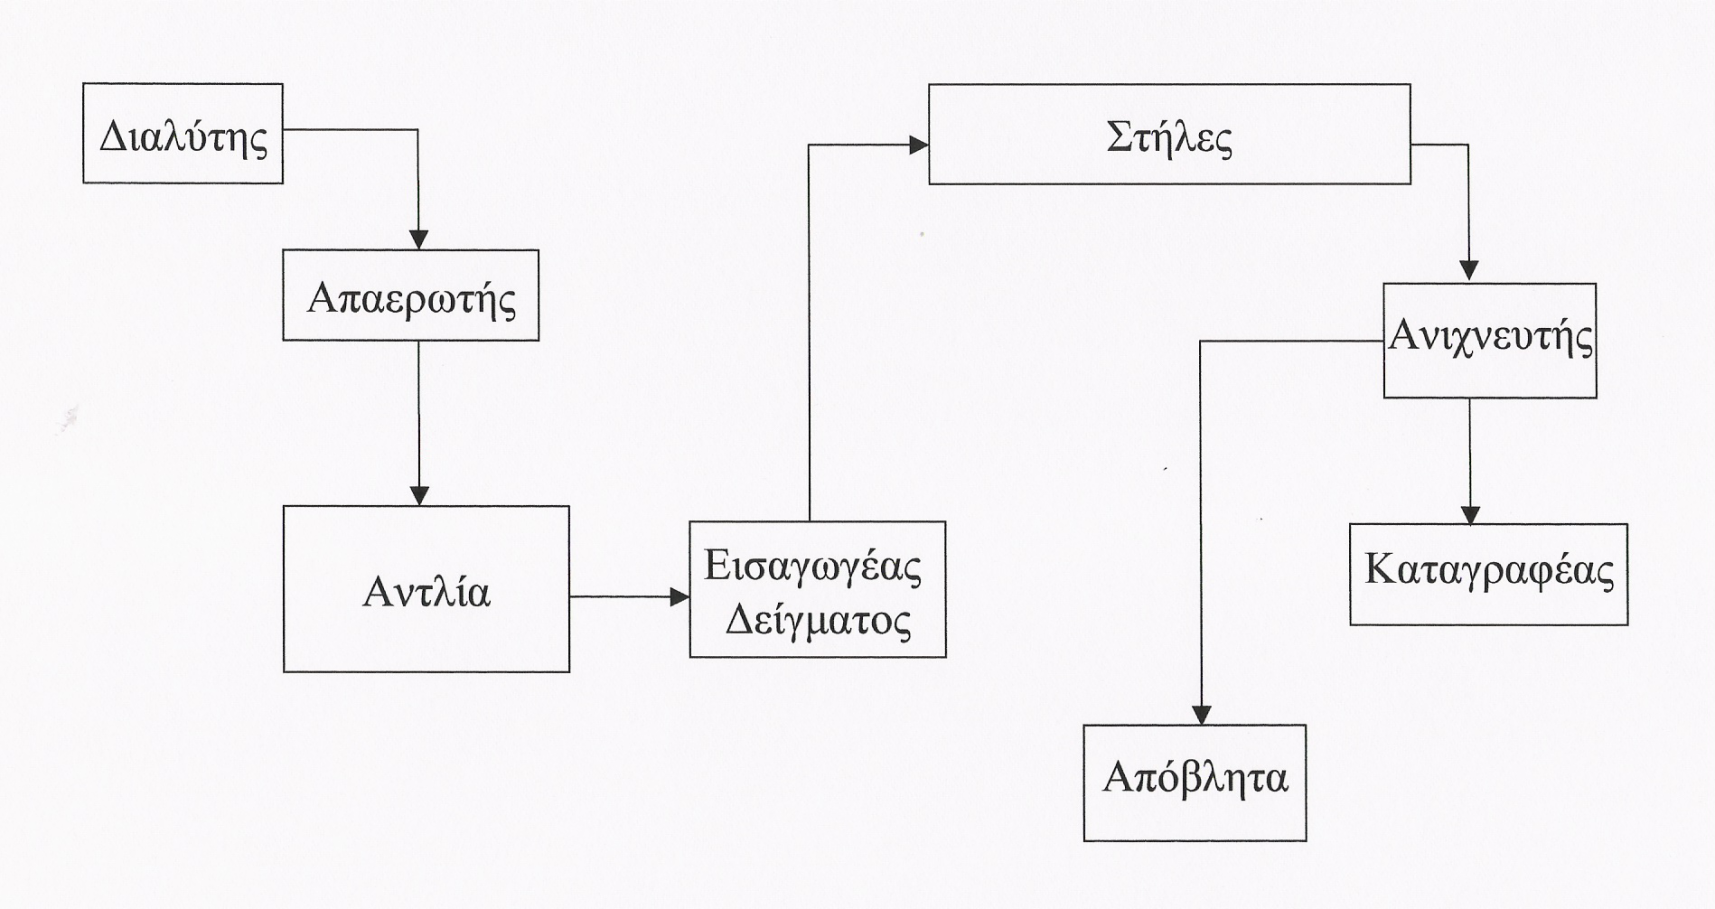 Διαλύτης
Απαερωτής
Αντλία
Εισαγωγέας
Δείγματος
Στήλες
Ανιχνευτής
Καταγραφέας
Απόβλητα